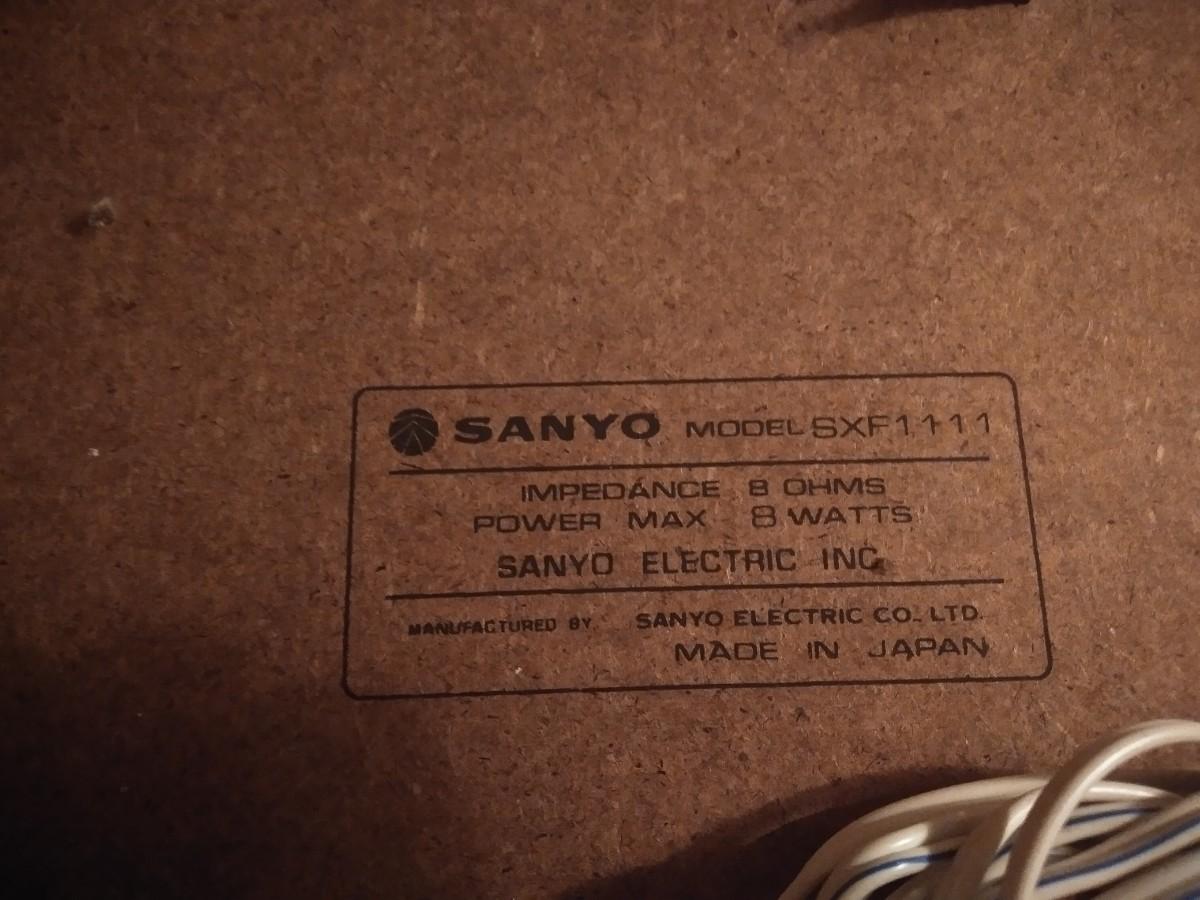 SANYO MODEL SXF1111
IMPEDANCE 8 OHMS
POWER MAX 8 WATTS
SANYO ELECTRIC INC
MANUFACTURED BY. SANYO ELECTRIC CO. LTD.
MADE IN JAPAN